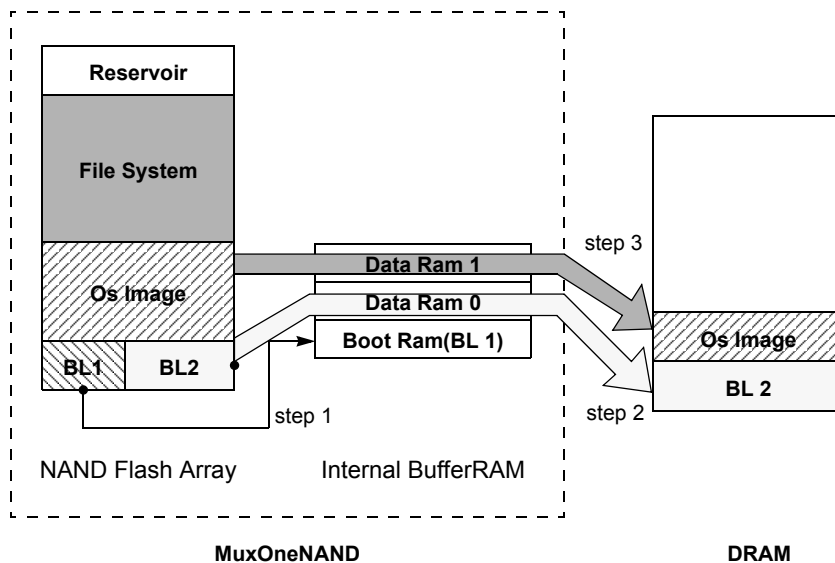 Reservoir
File System
Os Image
BL1
BL2
Data Ram 1
Data Ram 0
Boot Ram(BL 1)
step 1
step 3
step 2
Os Image
BL 2
NAND Flash Array
Internal BufferRAM
MuxOneNAND
DRAM